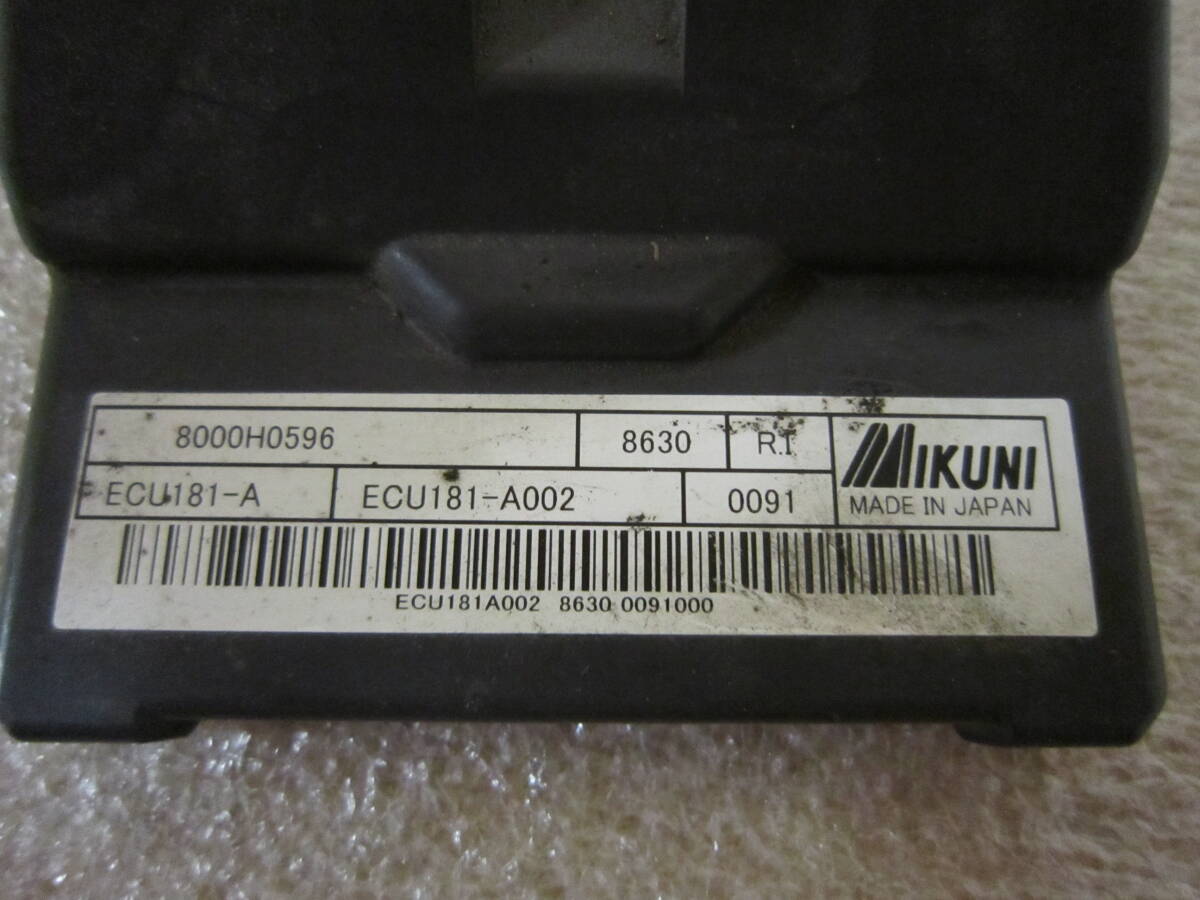 8000H0596 8630 R.I
MIKUNI
ECU181-A ECU181-A002 0091
MADE IN JAPAN
ECU181A002 8630 0091000